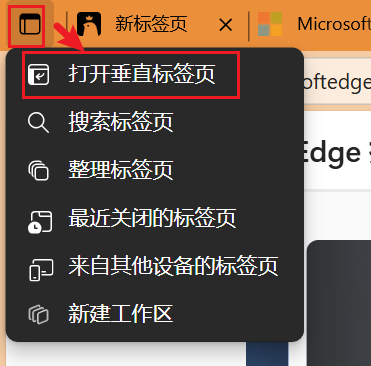 新标签页
Microsoft
oftedge
打开垂直标签页
搜索标签页
Edge
整理标签页
最近关闭的标签页
来自其他设备的标签页
新建工作区